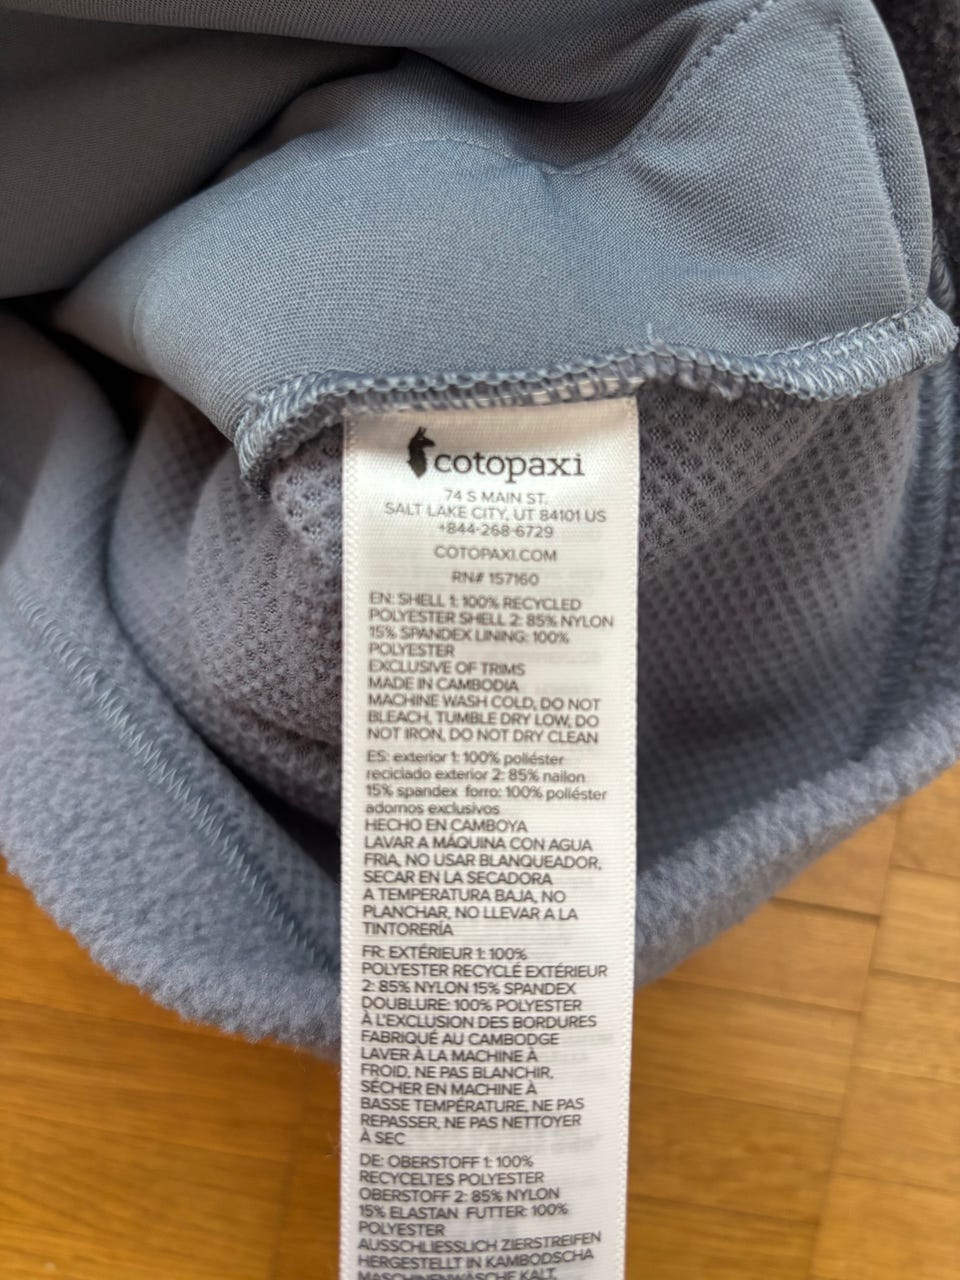 cotopaxi
74 S MAIN ST.
SALT LAKE CITY, UT 84101 US
+844-268-6729
COTOPAXI.COM
RN# 157160
EN: SHELL 1: 100% RECYCLED
POLYESTER SHELL 2: 85% NYLON
15% SPANDEX LINING: 100%
POLYESTER
EXCLUSIVE OF TRIMS
MADE IN CAMBODIA
MACHINE WASH COLD, DO NOT
BLEACH, TUMBLE DRY LOW, DO
NOT IRON, DO NOT DRY CLEAN
ES: exterior 1: 100% poliéster
reciclado exterior 2: 85% nailon
15% spandex forro: 100% poliéster
adornos exclusivos
HECHO EN CAMBOYA
LAVAR A MÁQUINA CON AGUA
FRIA, NO USAR BLANQUEADOR,
SECAR EN LA SECADORA
A TEMPERATURA BAJA, NO
PLANCHAR, NO LLEVAR A LA
TINTORERÍA
FR: EXTÉRIEUR 1: 100%
POLYESTER RECYCLÉ EXTÉRIEUR
2: 85% NYLON 15% SPANDEX
DOUBLURE: 100% POLYESTER
À L'EXCLUSION DES BORDURES
FABRIQUÉ AU CAMBODGE
LAVER À LA MACHINE À
FROID, NE PAS BLANCHIR,
SÉCHER EN MACHINE À
BASSE TEMPÉRATURE, NE PAS
REPASSER, NE PAS NETTOYER
À SEC
DE: OBERSTOFF 1: 100%
RECYCELTES POLYESTER
OBERSTOFF 2: 85% NYLON
15% ELASTAN FUTTER: 100%
POLYESTER
AUSSCHLIESSLICH ZIERSTREIFEN
HERGESTELLT IN KAMBODSCHA
MASCHINENWÄSCHE KALT,